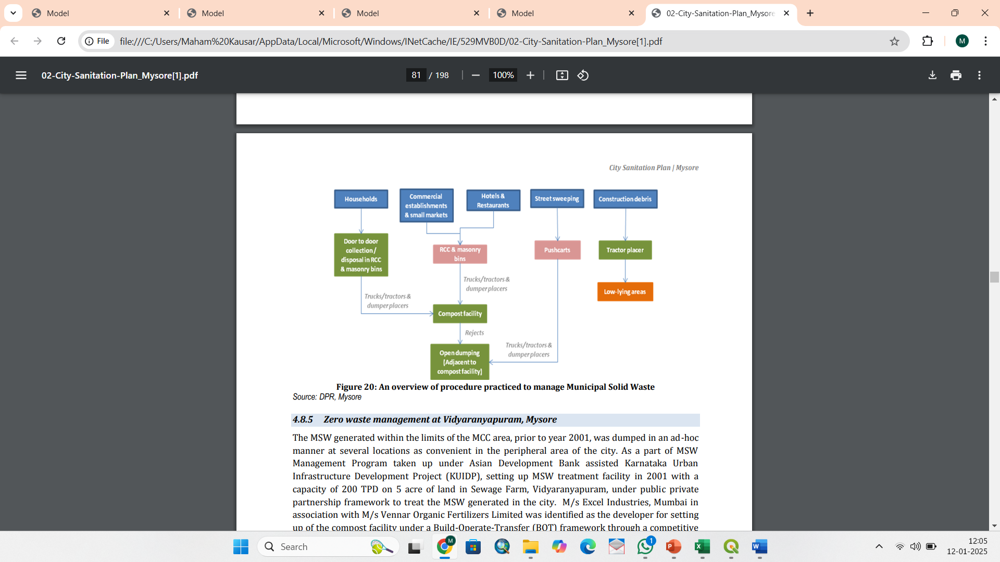 Model
Model
Model
Model
02-City-Sanitation-Plan_Mysore
File
file:///C:/Users/Maham%20Kausar/AppData/Local/Microsoft/Windows/INetCache/IE/529MVB0D/02-City-Sanitation-Plan_Mysore[1].pdf
M
02-City-Sanitation-Plan_Mysore[1].pdf
81 / 198
100%
City Sanitation Plan | Mysore
Households
Commercial
establishments
& small markets
Hotels &
Restaurants
Street sweeping
Construction debris
Door to door
collection /
disposal in RCC
& masonry bins
RCC & masonry
bins
Pushcarts
Tractor placer
Trucks/tractors &
dumper placers
Low-lying areas
Trucks/tractors &
dumper placers
Compost facility
Rejects
Trucks/tractors &
dumper placers
Open dumping
(Adjacent to
compost facility)
Figure 20: An overview of procedure practiced to manage Municipal Solid Waste
Source: DPR, Mysore
4.8.5 Zero waste management at Vidyaranyapuram, Mysore
The MSW generated within the limits of the MCC area, prior to year 2001, was dumped in an ad-hoc
manner at several locations as convenient in the peripheral area of the city. As a part of MSW
Management Program taken up under Asian Development Bank assisted Karnataka Urban
Infrastructure Development Project (KUIDP), setting up MSW treatment facility in 2001 with a
capacity of 200 TPD on 5 acre of land in Sewage Farm, Vidyaranyapuram, under public private
partnership framework to treat the MSW generated in the city. M/s Excel Industries, Mumbai in
association with M/s Vennar Organic Fertilizers Limited was identified as the developer for setting
up of the compost facility under a Build-Operate-Transfer (BOT) framework through a competitive
Search
M
1
P
X
W
12:05
12-01-2025